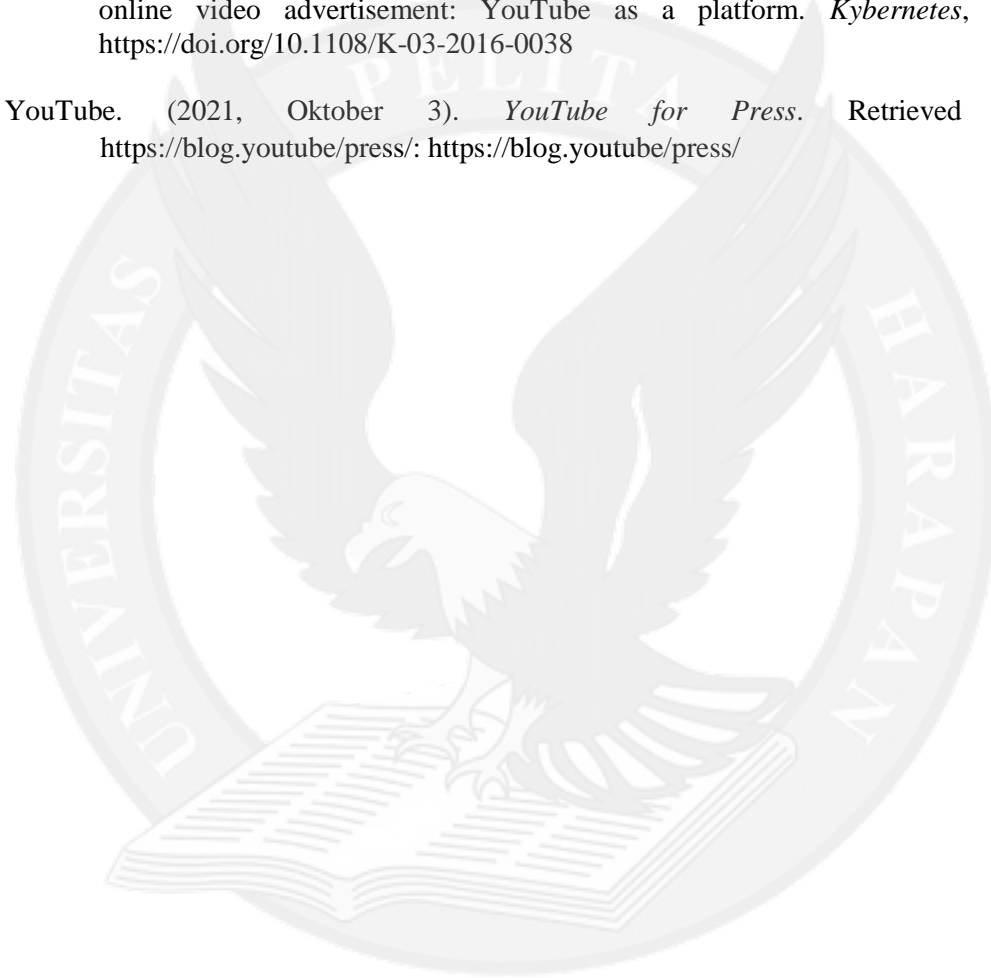 online video advertisement: YouTube as a platform. Kybernetes,
https://doi.org/10.1108/K-03-2016-0038
YouTube. (2021, Oktober 3). YouTube for Press. Retrieved
https://blog.youtube/press/: https://blog.youtube/press/
UNIVERSITAS PELITA HARAPAN